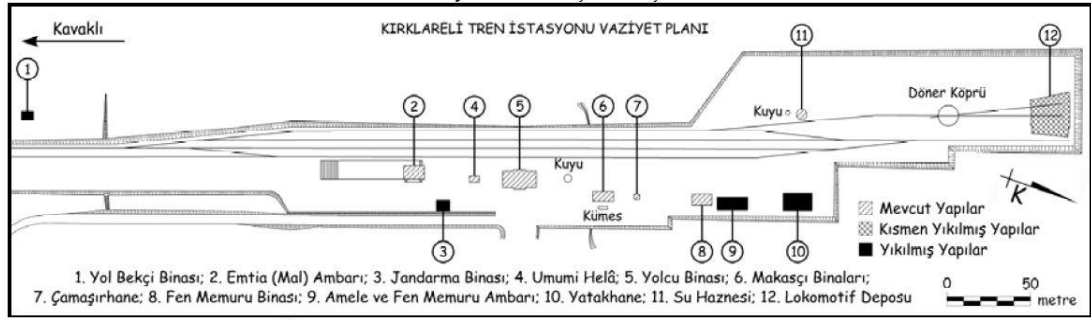 Kavaklı
KIRKLARELİ TREN İSTASYONU VAZİYET PLANI
11
12
1
Döner Köprü
2
4
5
6
7
Kuyu
Kuyu
K
Kümes
Mevcut Yapılar
Kısmen Yıkılmış Yapılar
Yıkılmış Yapılar
3
8
9
10
1. Yol Bekçi Binası; 2. Emtia (Mal) Ambarı; 3. Jandarma Binası; 4. Umumi Helâ; 5. Yolcu Binası; 6. Makasçı Binaları;
7. Çamaşırhane; 8. Fen Memuru Binası; 9. Amele ve Fen Memuru Ambarı; 10. Yatakhane; 11. Su Haznesi; 12. Lokomotif Deposu
0 50
metre